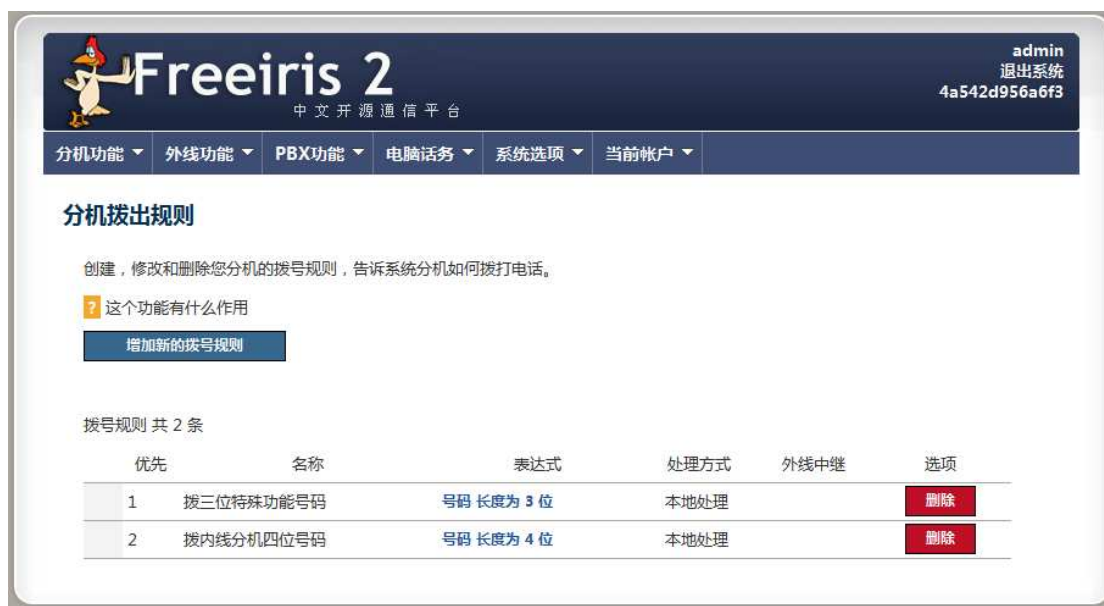 Freeiris 2
中文开源通信平台
admin
退出系统
4a542d956a6f3
分机功能 外线功能 PBX功能 电脑话务 系统选项 当前帐户
分机拨出规则
创建，修改和删除您分机的拨号规则，告诉系统分机如何拨打电话。
? 这个功能有什么作用
增加新的拨号规则
拨号规则 共 2 条
优先 名称 表达式 处理方式 外线中继 选项
1 拨三位特殊功能号码 号码 长度为 3 位 本地处理 删除
2 拨内线分机四位号码 号码 长度为 4 位 本地处理 删除